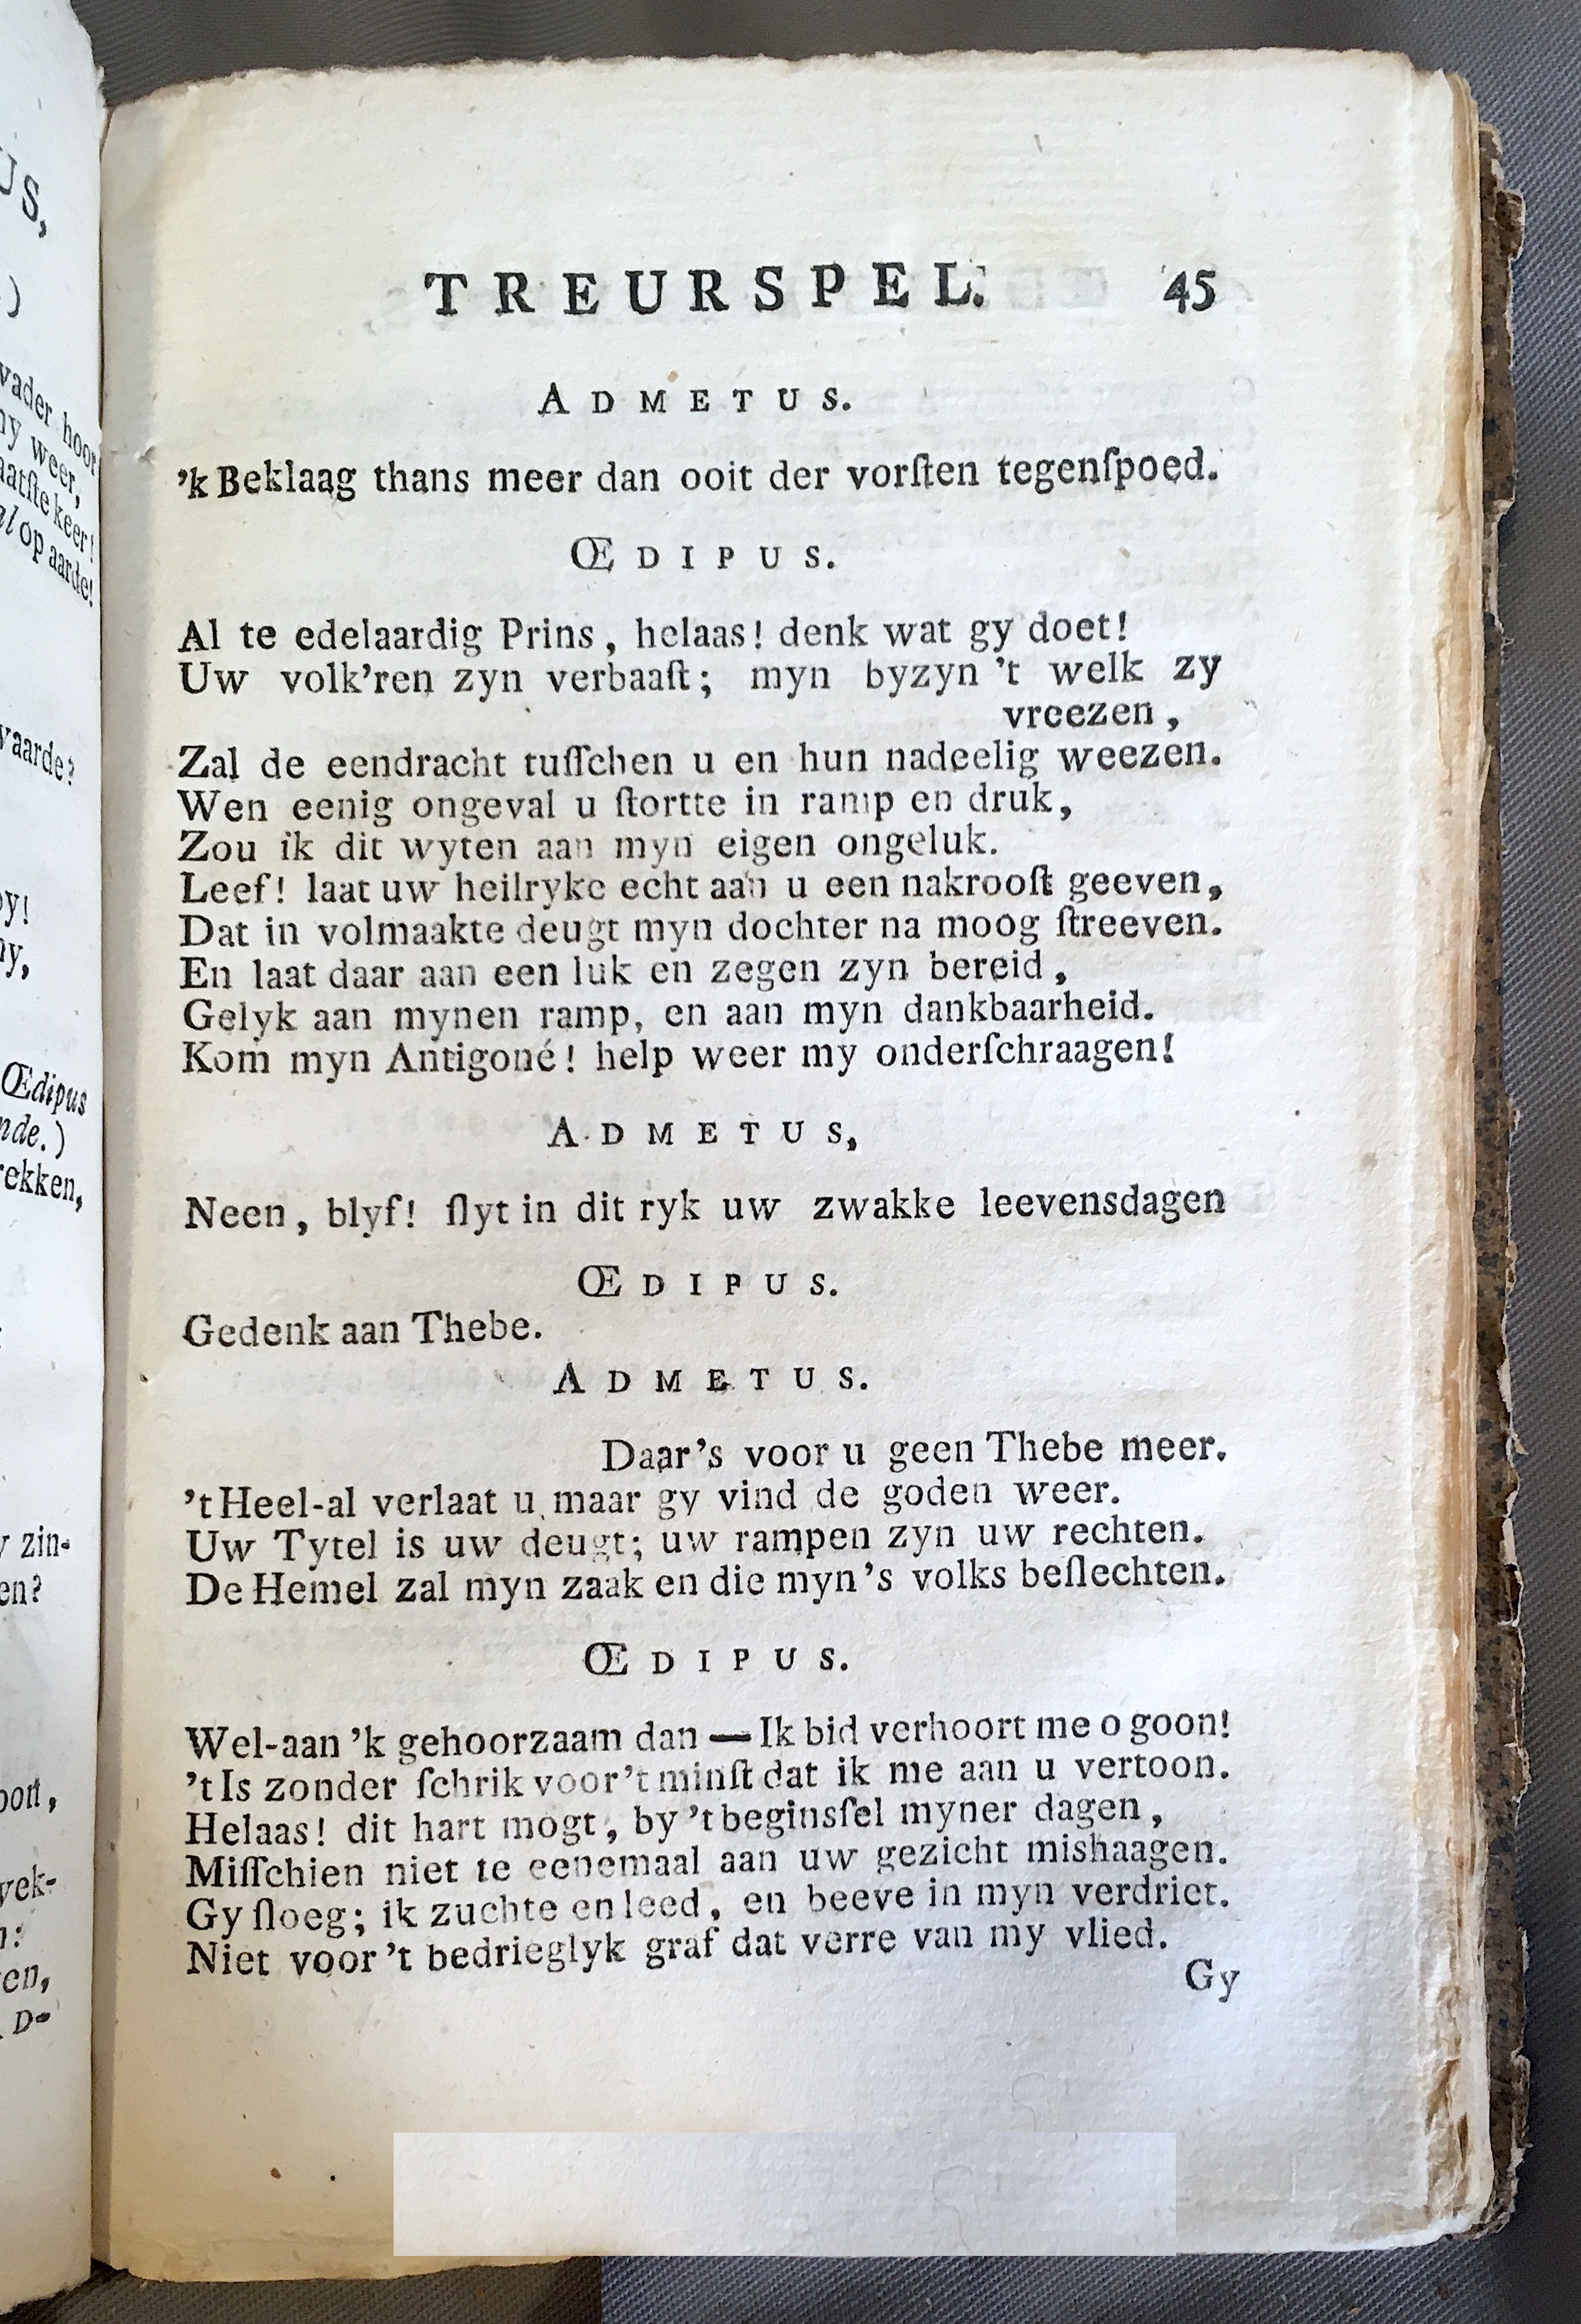 TREURSPEL. 45
ADMETUS.
’k Beklaag thans meer dan ooit der vorſten tegenſpoed.
ŒDIPUS.
Al te edelaardig Prins, helaas! denk wat gy doet!
Uw volk’ren zyn verbaaſt; myn byzyn ’t welk zy
vreezen,
Zal de eendracht tuſſchen u en hun nadeelig weezen.
Wen eenig ongeval u ſtortte in ramp en druk,
Zou ik dit wyten aan myn eigen ongeluk.
Leef! laat uw heilryke echt aan u een nakrooſt geeven,
Dat in volmaakte deugt myn dochter na moog ſtreeven.
En laat daar aan een luk en zegen zyn bereid,
Gelyk aan mynen ramp, en aan myn dankbaarheid.
Kom myn Antigoné! help weer my onderſchraagen!
ADMETUS,
Neen, blyf! ſlyt in dit ryk uw zwakke leevensdagen
ŒDIPUS.
Gedenk aan Thebe.
ADMETUS.
Daar’s voor u geen Thebe meer.
’t Heel-al verlaat u, maar gy vind de goden weer.
Uw Tytel is uw deugt; uw rampen zyn uw rechten.
De Hemel zal myn zaak en die myn’s volks beſlechten.
ŒDIPUS.
Wel-aan ’k gehoorzaam dan — Ik bid verhoort me o goon!
’t Is zonder ſchrik voor ’t minſt dat ik me aan u vertoon.
Helaas! dit hart mogt, by ’t beginsſel myner dagen,
Miſſchien niet te eenemaal aan uw gezicht mishaagen.
Gy ſloeg; ik zuchte en leed, en beeve in myn verdriet.
Niet voor ’t bedrieglyk graf dat verre van my vlied.
Gy